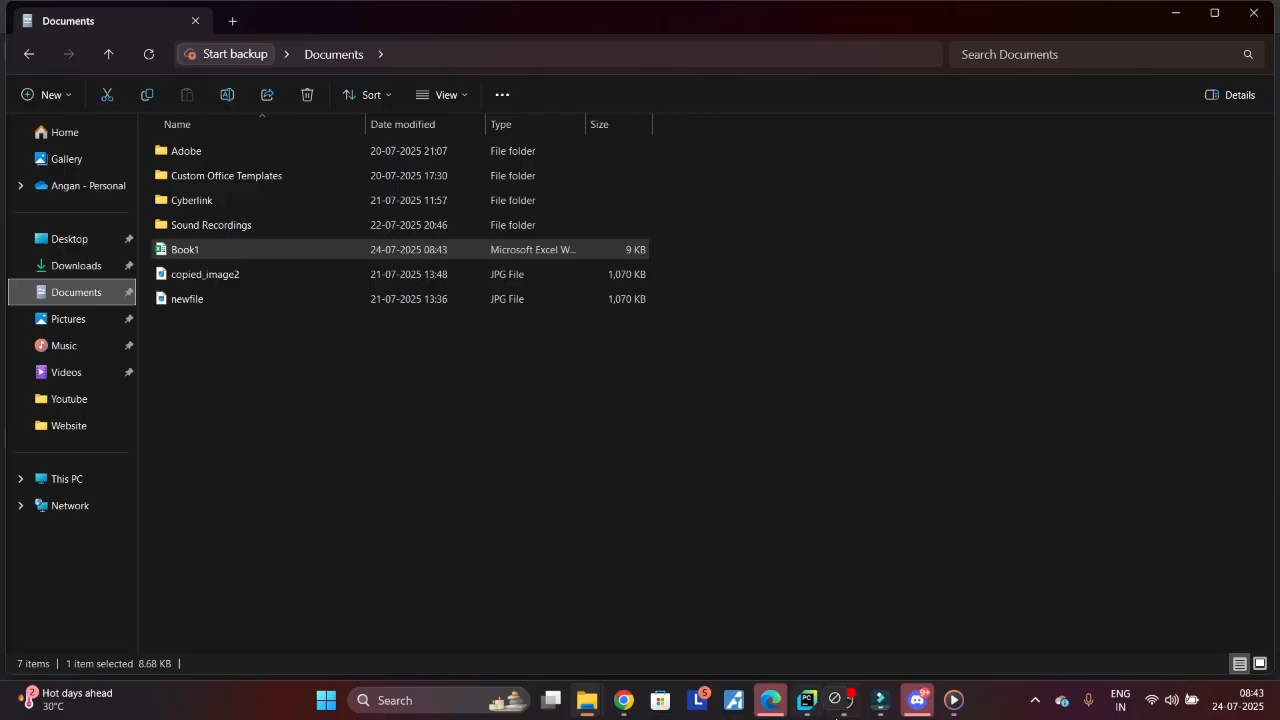 Documents
Start backup
Documents
Search Documents
New
Sort
View
Details
Name Date modified Type Size
Home
Gallery
Angan - Personal
Desktop
Downloads
Documents
Pictures
Music
Videos
Youtube
Website
This PC
Network
Adobe 20-07-2025 21:07 File folder
Custom Office Templates 20-07-2025 17:30 File folder
Cyberlink 21-07-2025 11:57 File folder
Sound Recordings 22-07-2025 20:46 File folder
Book1 24-07-2025 08:43 Microsoft Excel W... 9 KB
copied_image2 21-07-2025 13:48 JPG File 1,070 KB
newfile 21-07-2025 13:36 JPG File 1,070 KB
7 items 1 item selected 8.68 KB
Hot days ahead
30°C
Search
L
5
PC
9+
ENG
IN
08:43
24-07-2025